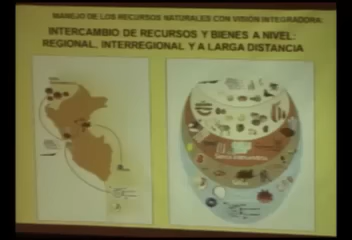 MANEJO DE LOS RECURSOS NATURALES CON VISIÓN INTEGRADORA:
INTERCAMBIO DE RECURSOS Y BIENES A NIVEL:
REGIONAL, INTERREGIONAL Y A LARGA DISTANCIA